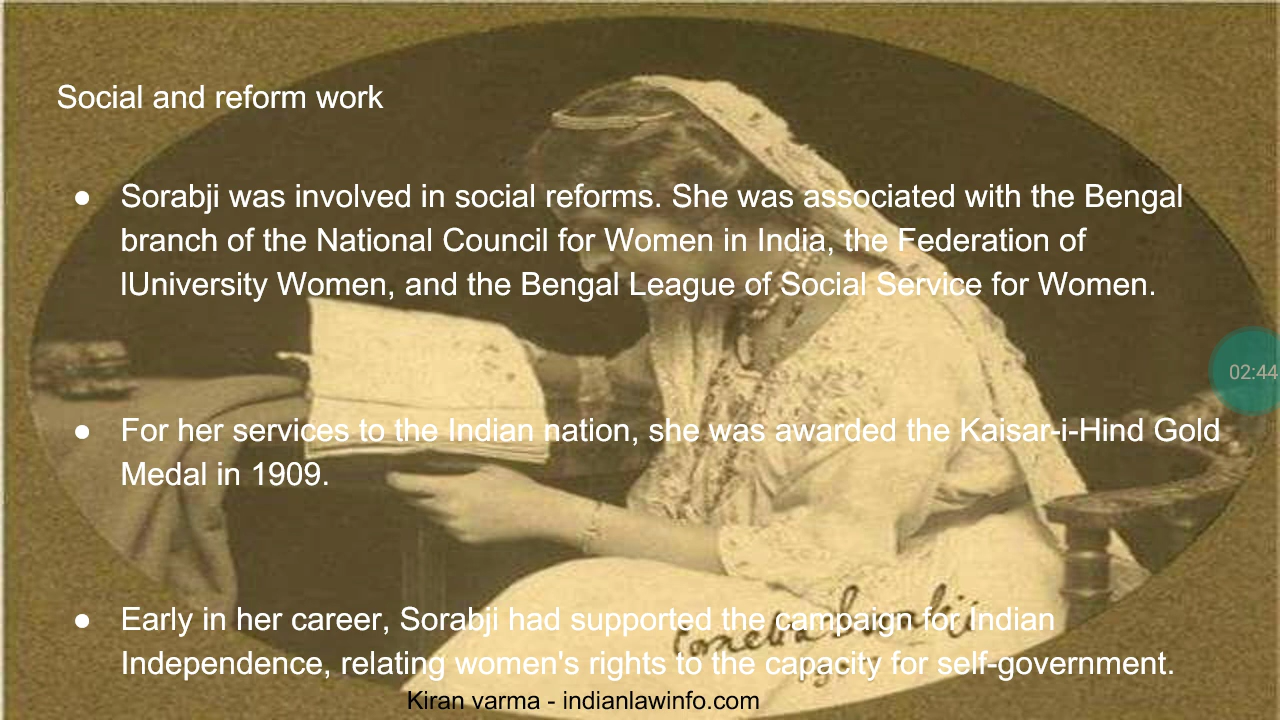 Social and reform work
● Sorabji was involved in social reforms. She was associated with the Bengal
branch of the National Council for Women in India, the Federation of
lUniversity Women, and the Bengal League of Social Service for Women.
02:44
● For her services to the Indian nation, she was awarded the Kaisar-i-Hind Gold
Medal in 1909.
● Early in her career, Sorabji had supported the campaign for Indian
Cornelia Sorabji
Independence, relating women's rights to the capacity for self-government.
Kiran varma - indianlawinfo.com